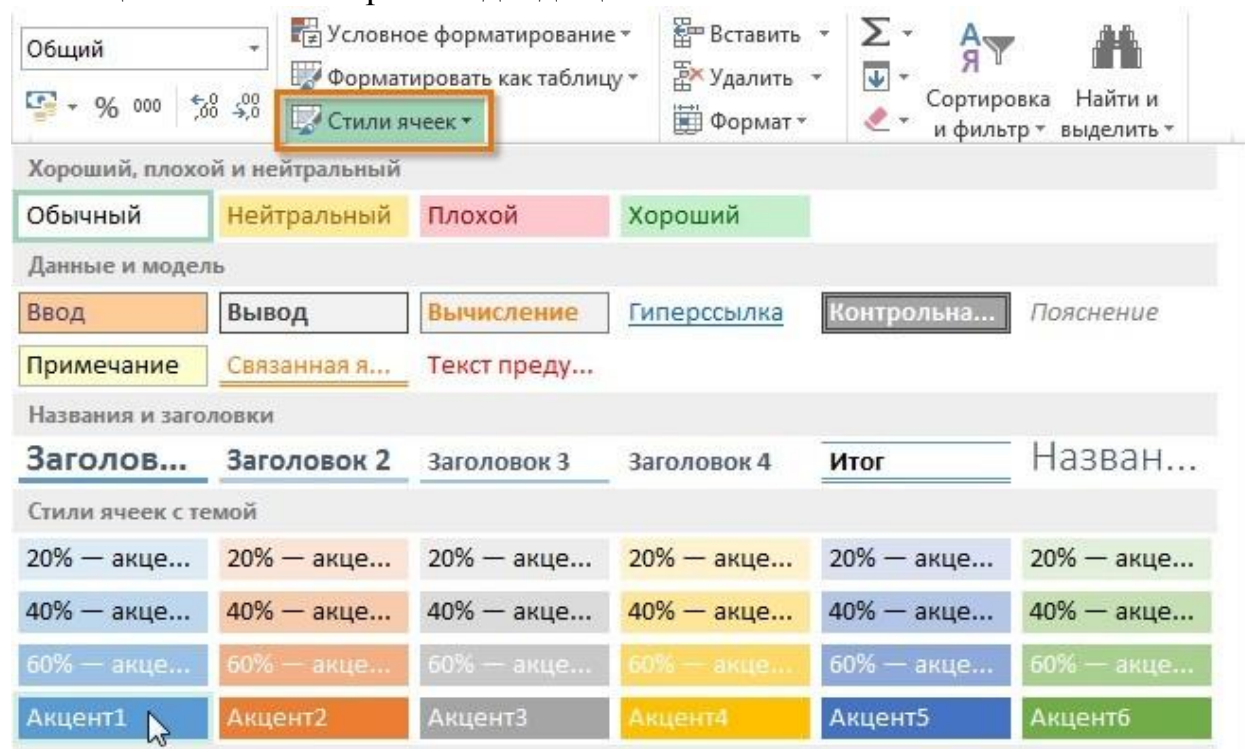 Общий
Условное форматирование
Вставить
Σ
Форматировать как таблицу
Удалить
% 000 ,00 ,0
Стили ячеек
Формат
А Я
Сортировка и фильтр
Найти и выделить
Хороший, плохой и нейтральный
Обычный Нейтральный Плохой Хороший
Данные и модель
Ввод Вывод Вычисление Гиперссылка Контрольна... Пояснение
Примечание Связанная я... Текст преду...
Названия и заголовки
Заголов... Заголовок 2 Заголовок 3 Заголовок 4 Итог Назван...
Стили ячеек с темой
20% — акце... 20% — акце... 20% — акце... 20% — акце... 20% — акце... 20% — акце...
40% — акце... 40% — акце... 40% — акце... 40% — акце... 40% — акце... 40% — акце...
60% — акце... 60% — акце... 60% — акце... 60% — акце... 60% — акце... 60% — акце...
Акцент1 Акцент2 Акцент3 Акцент4 Акцент5 Акцент6